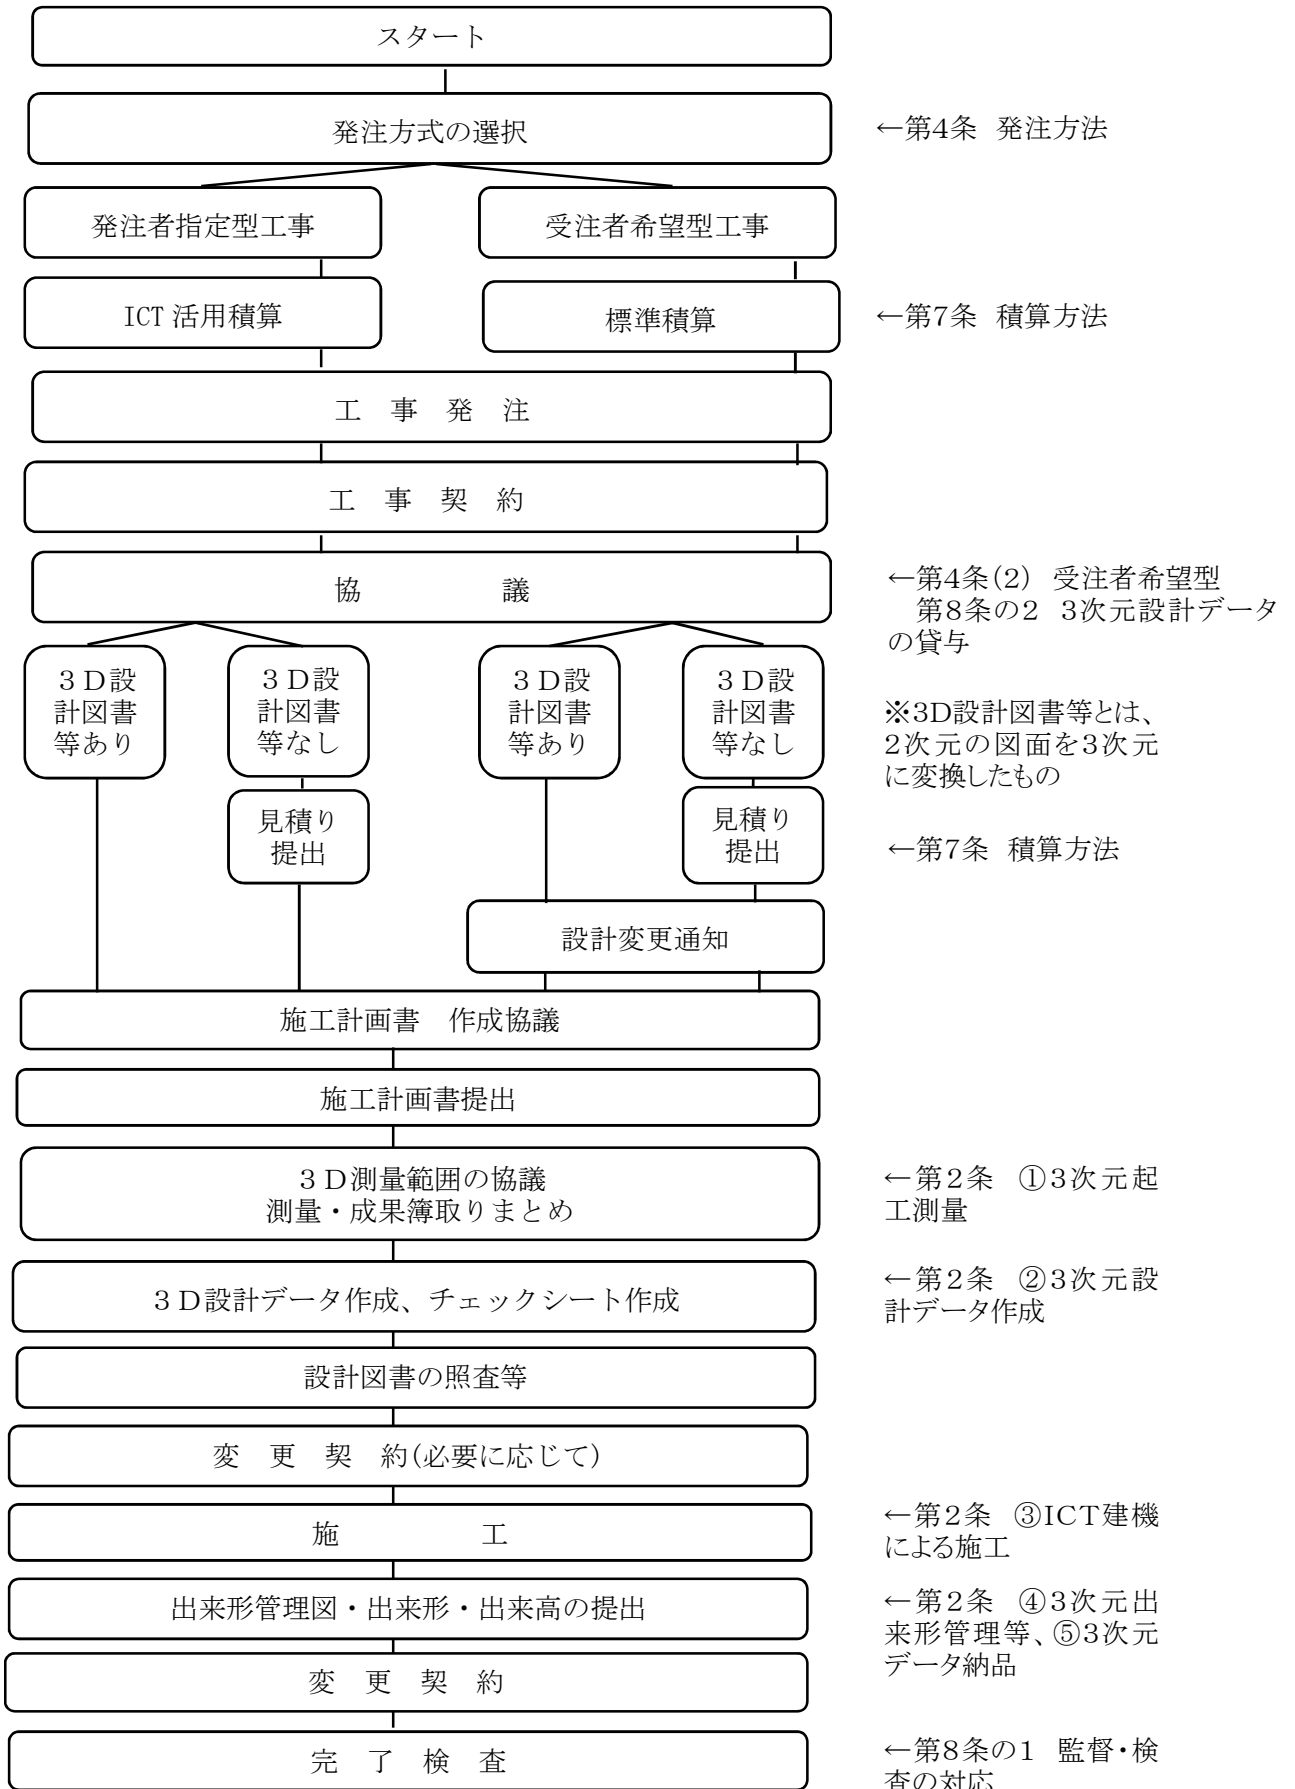 スタート
発注方式の選択
←第4条 発注方法
発注者指定型工事
受注者希望型工事
ICT 活用積算
標準積算
←第7条 積算方法
工 事 発 注
工 事 契 約
協 議
←第4条(2) 受注者希望型
第8条の2 3次元設計データ
の貸与
3D設
計図書
等あり
3D設
計図書
等なし
3D設
計図書
等あり
3D設
計図書
等なし
※3D設計図書等とは、
2次元の図面を3次元
に変換したもの
見積り
提出
見積り
提出
←第7条 積算方法
設計変更通知
施工計画書 作成協議
施工計画書提出
3D測量範囲の協議
測量・成果簿取りまとめ
←第2条 ①3次元起
工測量
3D設計データ作成、チェックシート作成
←第2条 ②3次元設
計データ作成
設計図書の照査等
変 更 契 約(必要に応じて)
施 工
←第2条 ③ICT建機
による施工
出来形管理図・出来形・出来高の提出
←第2条 ④3次元出
来形管理等、⑤3次元
データ納品
変 更 契 約
完 了 検 査
←第8条の1 監督・検
査の対応